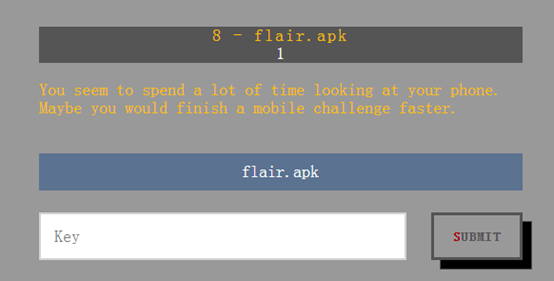 8 - flair.apk
1
You seem to spend a lot of time looking at your phone.
Maybe you would finish a mobile challenge faster.
flair.apk
Key
SUBMIT